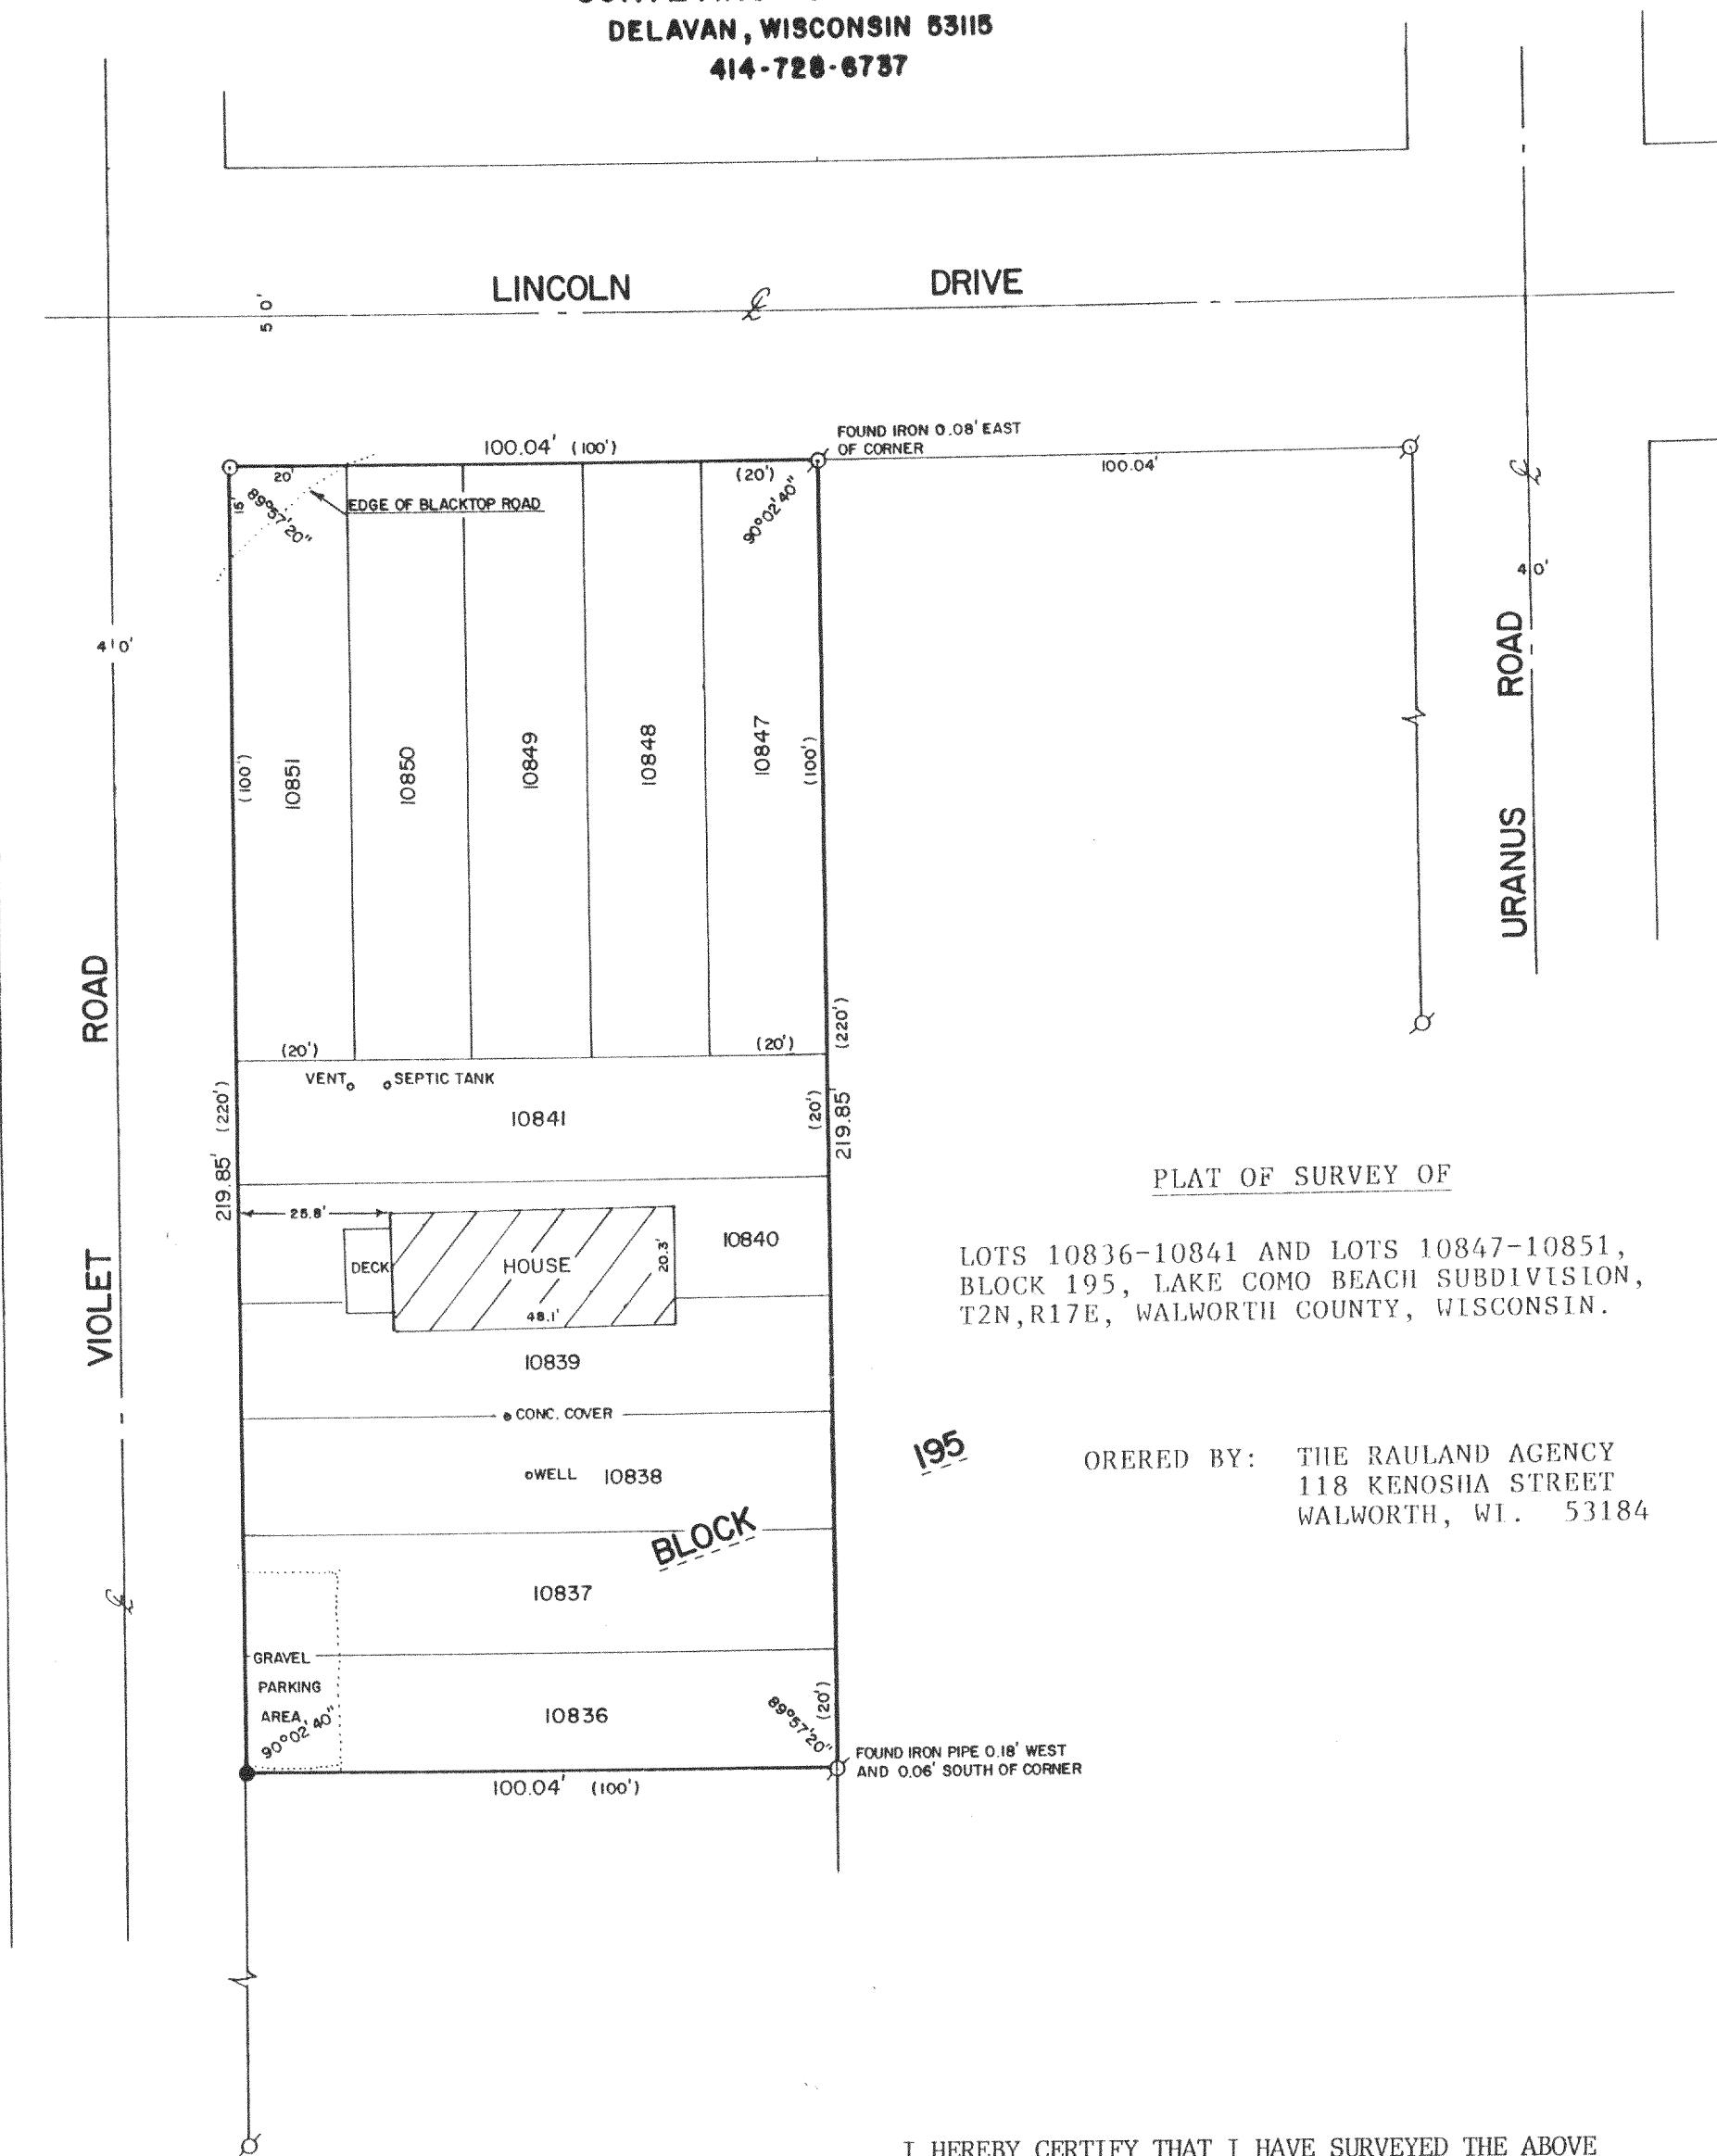 DELAVAN, WISCONSIN 53115
414-728-6737
LINCOLN DRIVE
50'
FOUND IRON 0.08' EAST
OF CORNER
100.04' (100')
100.04'
20'
(20')
15'
89°57'20"
90°02'40"
EDGE OF BLACKTOP ROAD
40'
40'
URANUS ROAD
(100')
10851
10850
10849
10848
10847
(100')
VIOLET ROAD
(20')
(20')
(220')
219.85'
VENT
SEPTIC TANK
10841
(20')
(220')
219.85'
25.8'
DECK
HOUSE
20.3'
48.1'
10840
10839
CONC. COVER
WELL 10838
BLOCK 195
10837
GRAVEL
PARKING
AREA
90°02'40"
10836
89°57'20"
(20')
FOUND IRON PIPE 0.18' WEST
AND 0.06' SOUTH OF CORNER
100.04' (100')
PLAT OF SURVEY OF
LOTS 10836-10841 AND LOTS 10847-10851,
BLOCK 195, LAKE COMO BEACH SUBDIVISION,
T2N,R17E, WALWORTH COUNTY, WISCONSIN.
ORERED BY: THE RAULAND AGENCY
118 KENOSHA STREET
WALWORTH, WI. 53184
I HEREBY CERTIFY THAT I HAVE SURVEYED THE ABOVE